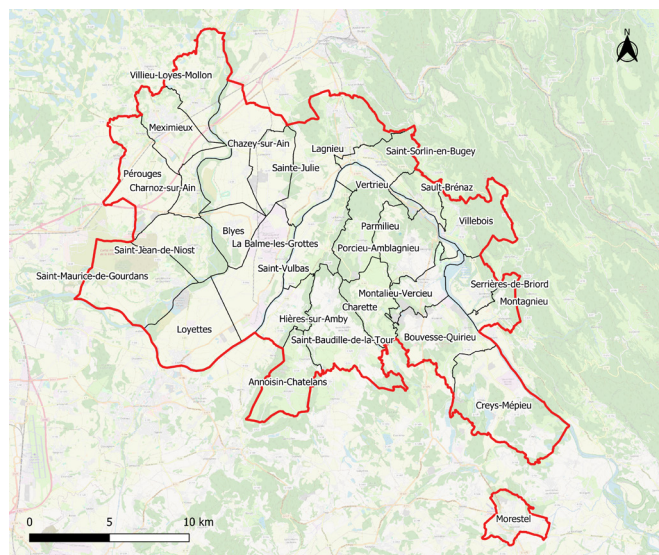 N
Villieu-Loyes-Mollon
Meximieux
Chazey-sur-Ain
Lagnieu
Saint-Sorlin-en-Bugey
Sainte-Julie
Pérouges
Charnoz-sur-Ain
Vertrieu
Sault-Brénaz
Villebois
Parmilieu
Blyes
La Balme-les-Grottes
Porcieu-Amblagnieu
Saint-Jean-de-Niost
Saint-Maurice-de-Gourdans
Saint-Vulbas
Serrières-de-Briord
Montalieu-Vercieu
Montagnieu
Charette
Hières-sur-Amby
Loyettes
Saint-Baudille-de-la-Tour
Bouvesse-Quirieu
Annoisin-Chatelans
Creys-Mépieu
Morestel
0 5 10 km